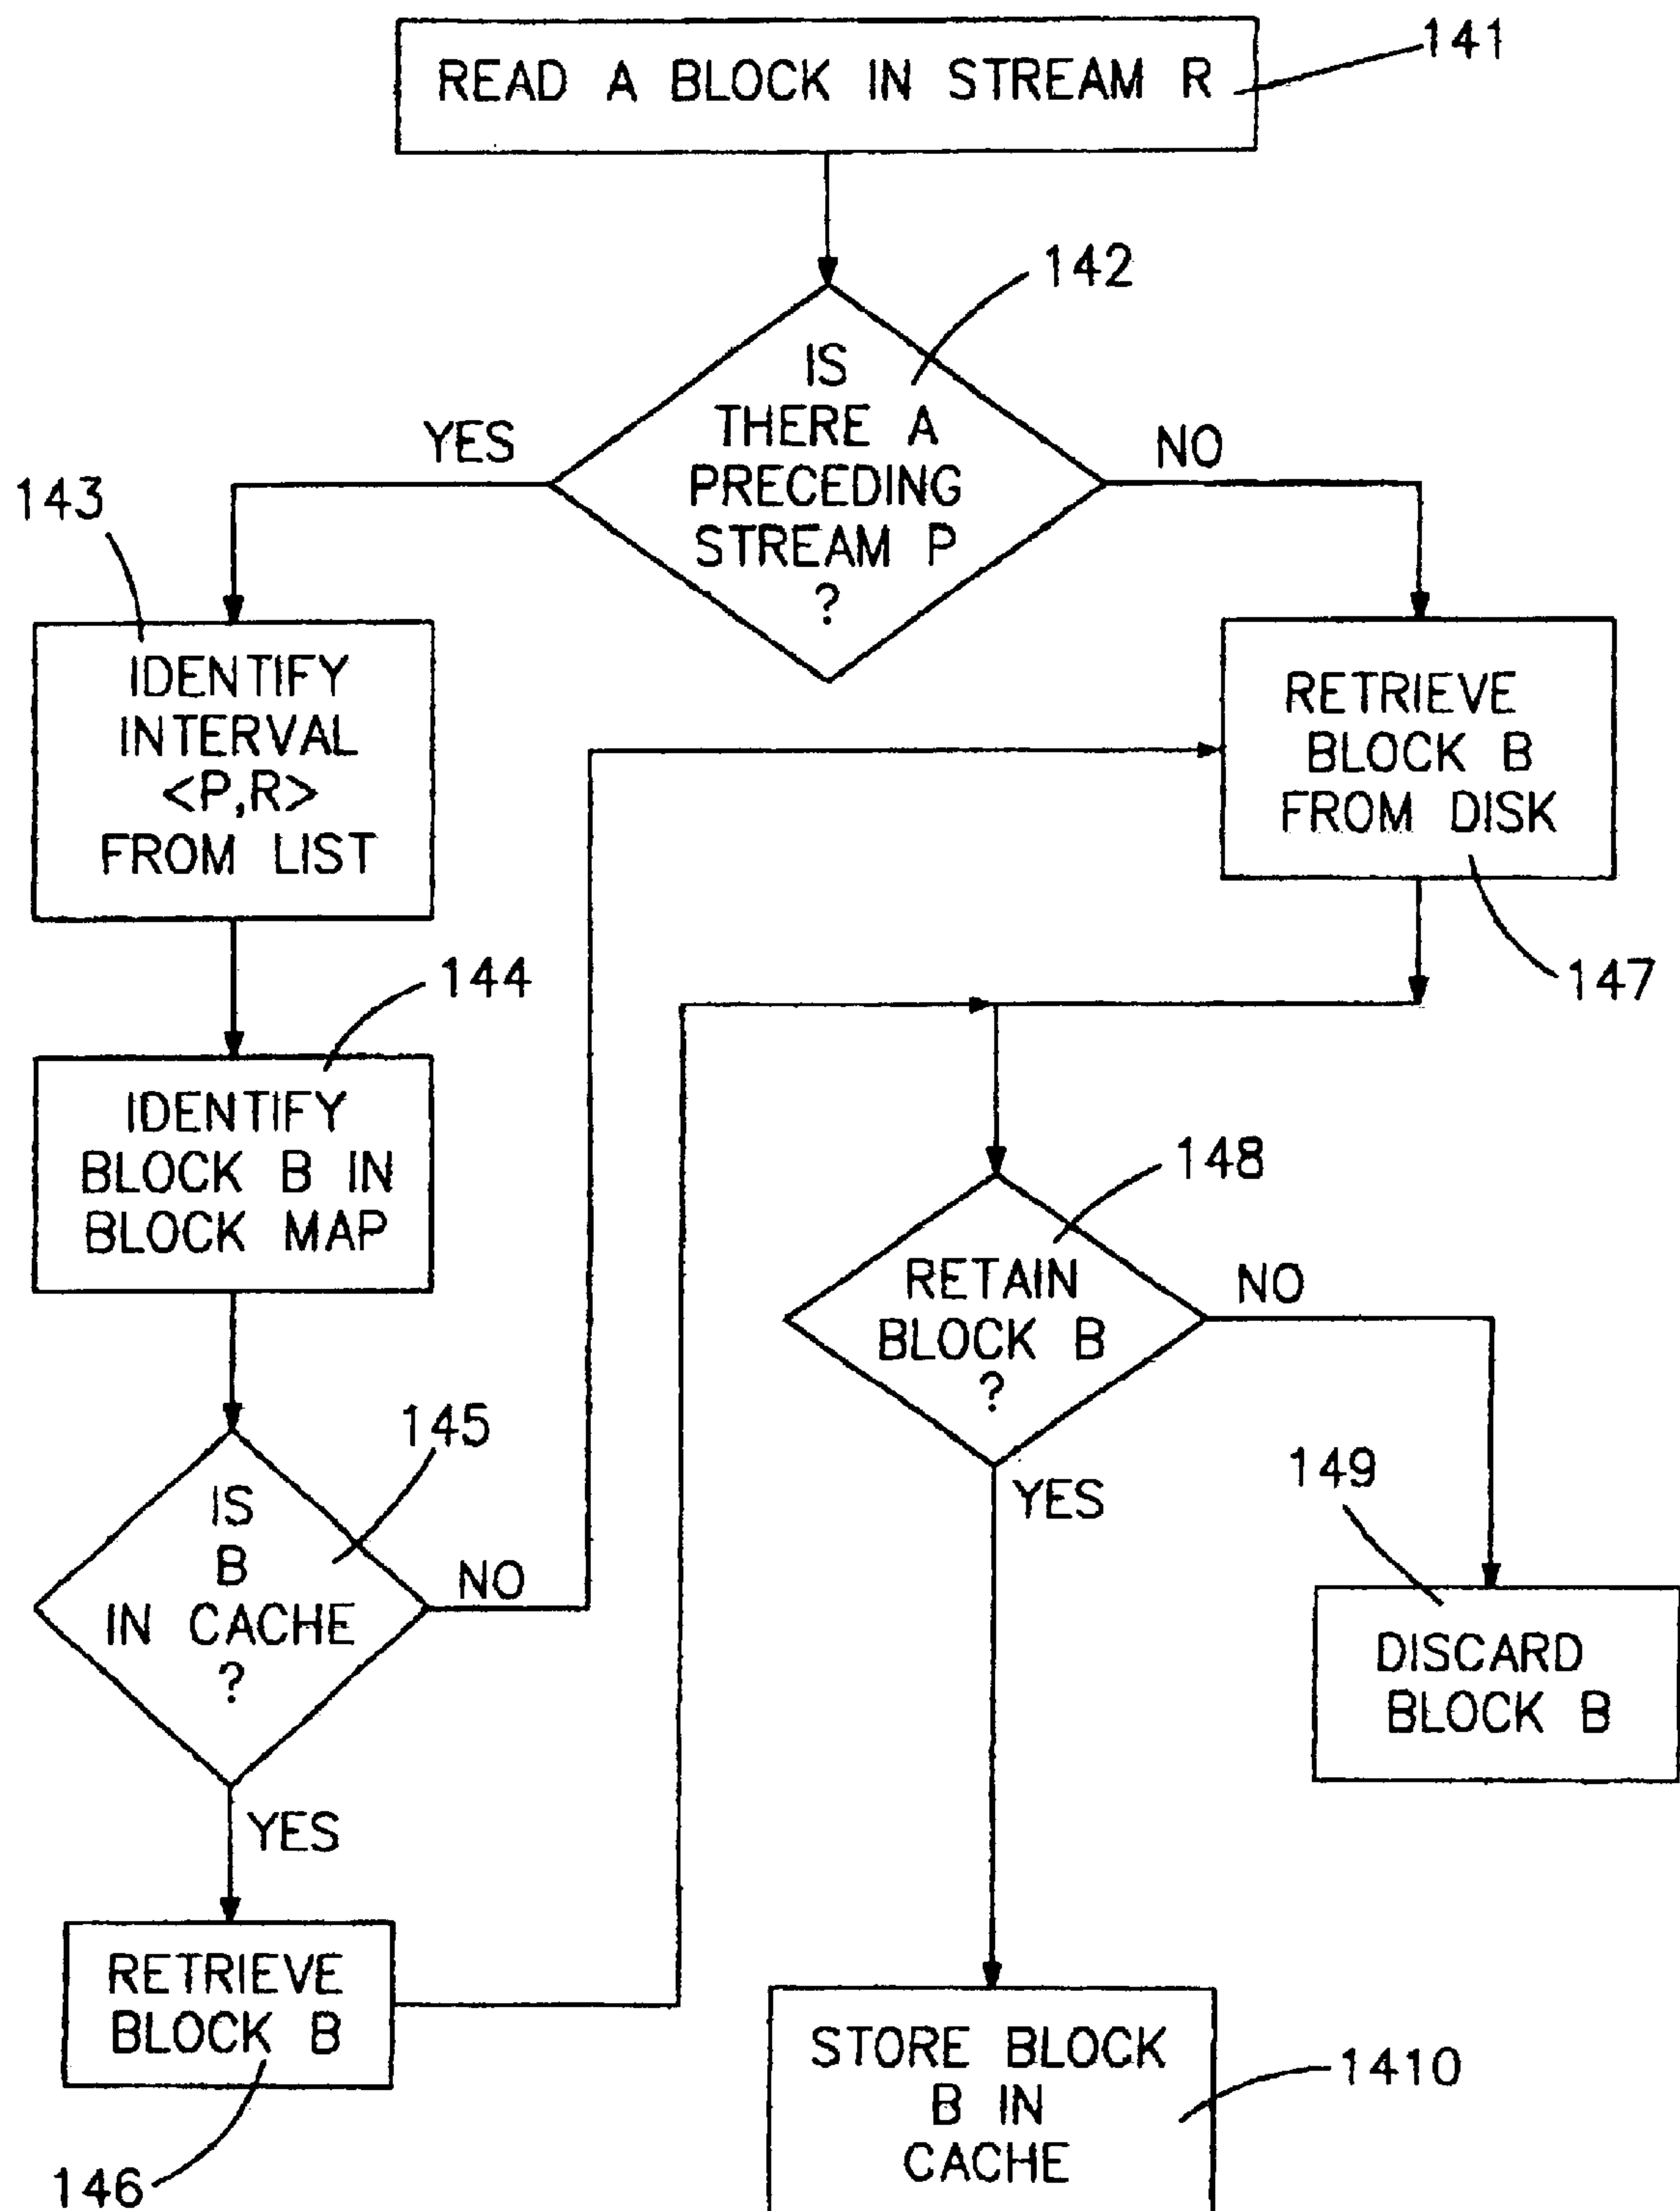 READ A BLOCK IN STREAM R
141
142
IS
THERE A
PRECEDING
STREAM P
?
YES
NO
143
IDENTIFY
INTERVAL
<P,R>
FROM LIST
RETRIEVE
BLOCK B
FROM DISK
147
144
IDENTIFY
BLOCK B IN
BLOCK MAP
148
RETAIN
BLOCK B
?
NO
YES
145
IS
B
IN CACHE
?
NO
YES
149
DISCARD
BLOCK B
RETRIEVE
BLOCK B
146
STORE BLOCK
B IN
CACHE
1410